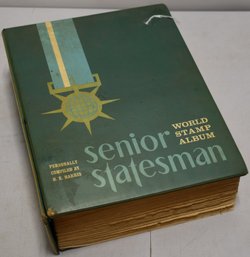 WORLD
STAMP
ALBUM
senior
statesman
PERSONALLY
COMPILED BY
H. E. HARRIS